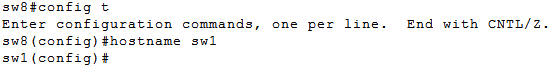 sw8#config t
Enter configuration commands, one per line.  End with CNTL/Z.
sw8(config)#hostname sw1
sw1(config)#